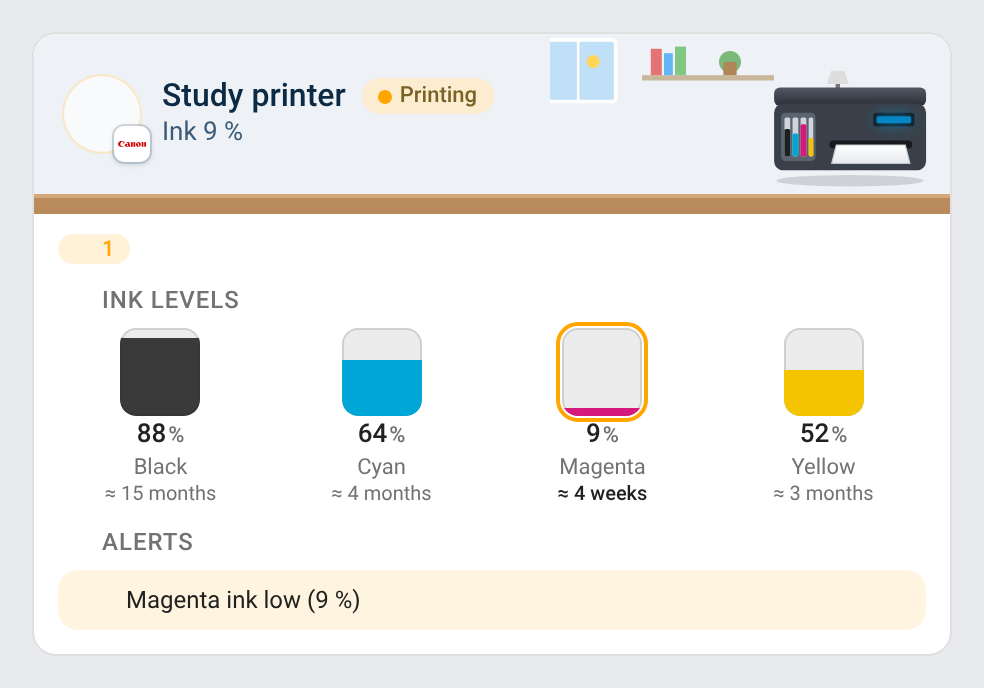 Study printer
Printing
Ink 9 %
Canon
1
INK LEVELS
88%
64%
9%
52%
Black
Cyan
Magenta
Yellow
≈ 15 months
≈ 4 months
≈ 4 weeks
≈ 3 months
ALERTS
Magenta ink low (9 %)